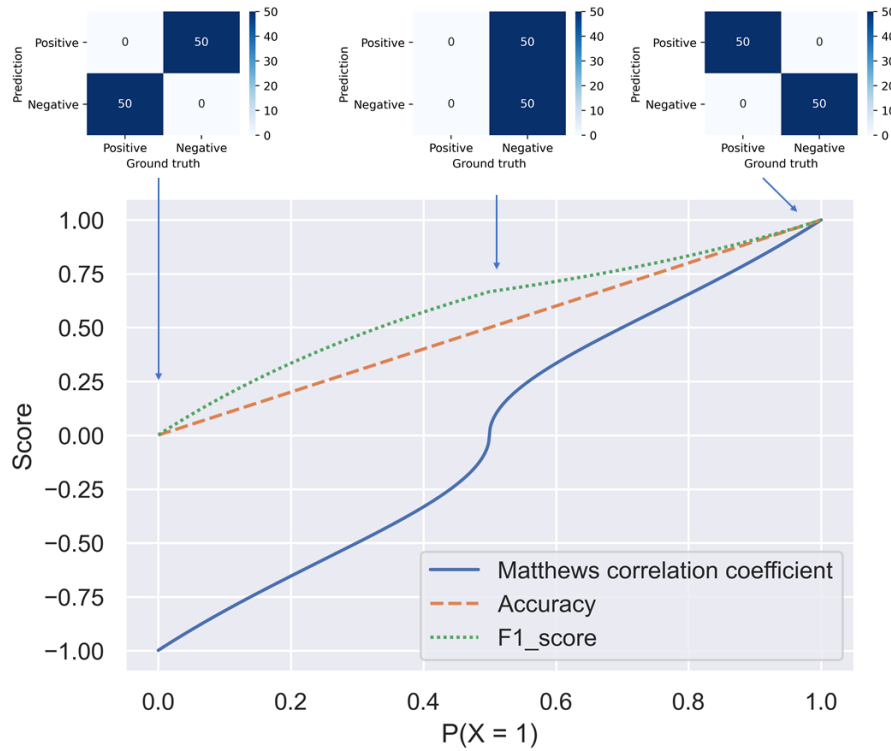 Prediction
Positive
Negative
0 50
50 0
Positive Negative
Ground truth
50
40
30
20
10
0
Prediction
Positive
Negative
0 50
0 50
Positive Negative
Ground truth
50
40
30
20
10
0
Prediction
Positive
Negative
50 0
0 50
Positive Negative
Ground truth
50
40
30
20
10
0
Score
1.00
0.75
0.50
0.25
0.00
−0.25
−0.50
−0.75
−1.00
Matthews correlation coefficient
Accuracy
F1_score
0.0 0.2 0.4 0.6 0.8 1.0
P(X = 1)